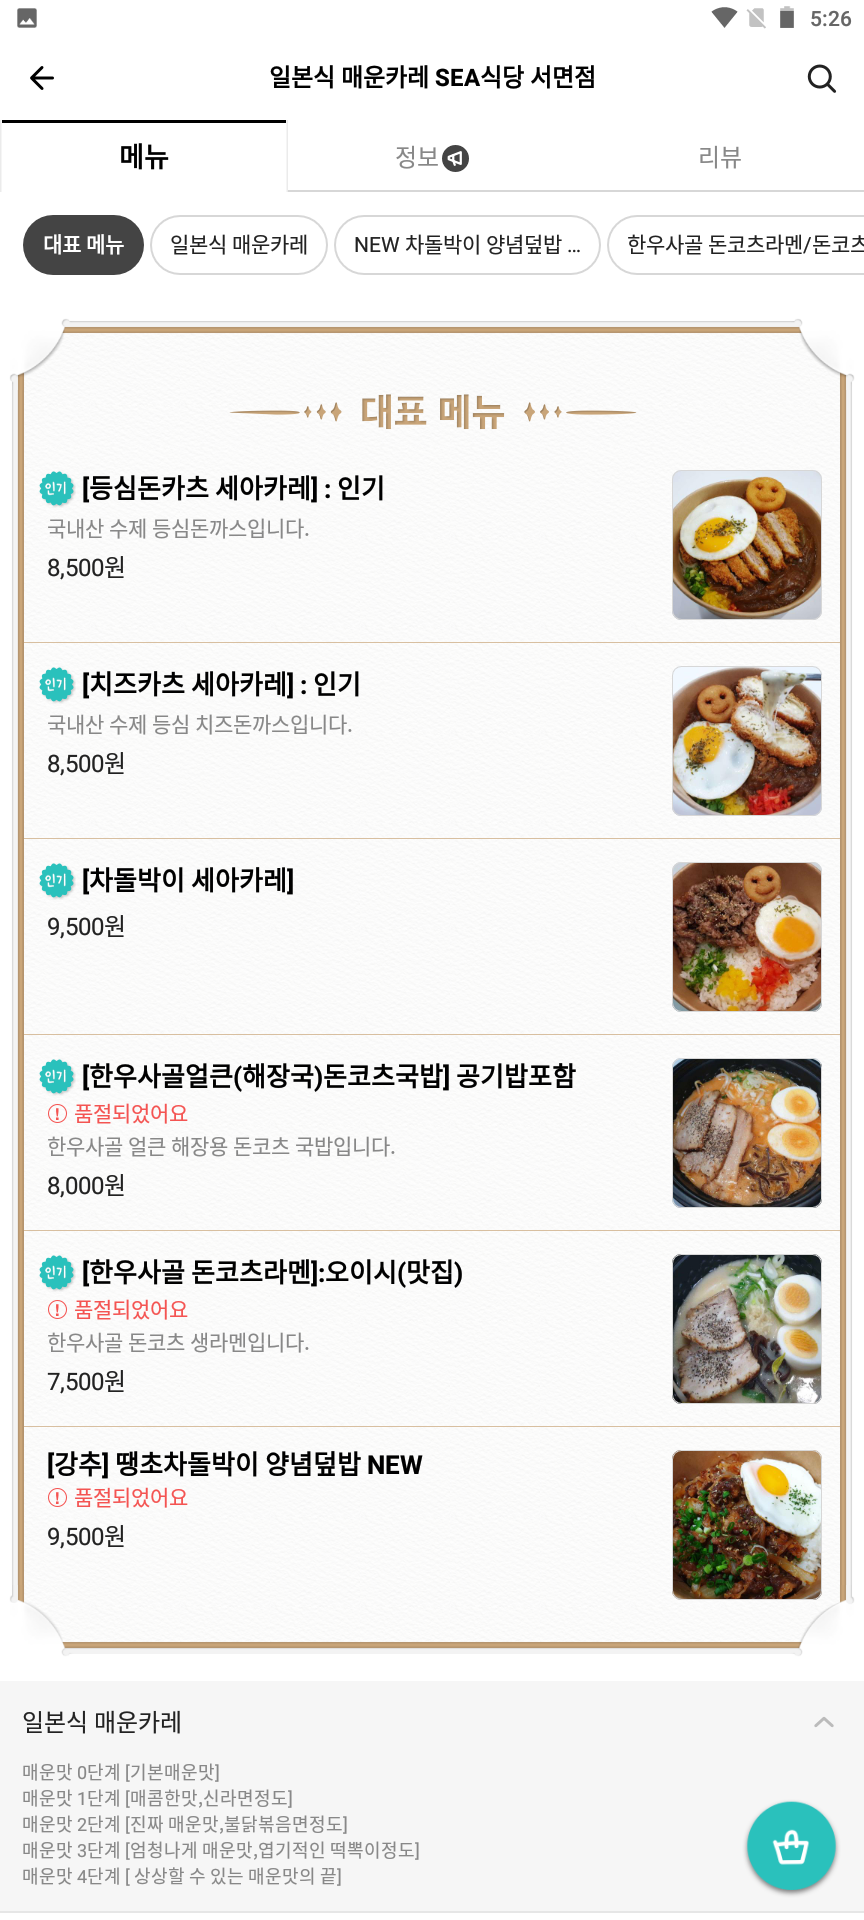 5:26
일본식 매운카레 SEA식당 서면점
메뉴
정보
리뷰
대표 메뉴
일본식 매운카레
NEW 차돌박이 양념덮밥 ...
한우사골 돈코츠라멘/돈코츠
대표 메뉴
인기 [등심돈카츠 세아카레] : 인기
국내산 수제 등심돈까스입니다.
8,500원
인기 [치즈카츠 세아카레] : 인기
국내산 수제 등심 치즈돈까스입니다.
8,500원
인기 [차돌박이 세아카레]
9,500원
인기 [한우사골얼큰(해장국)돈코츠국밥] 공기밥포함
품절되었어요
한우사골 얼큰 해장용 돈코츠 국밥입니다.
8,000원
인기 [한우사골 돈코츠라멘]:오이시(맛집)
품절되었어요
한우사골 돈코츠 생라멘입니다.
7,500원
[강추] 땡초차돌박이 양념덮밥 NEW
품절되었어요
9,500원
일본식 매운카레
매운맛 0단계 [기본매운맛]
매운맛 1단계 [매콤한맛,신라면정도]
매운맛 2단계 [진짜 매운맛,불닭볶음면정도]
매운맛 3단계 [엄청나게 매운맛,엽기적인 떡뽁이정도]
매운맛 4단계 [ 상상할 수 있는 매운맛의 끝]